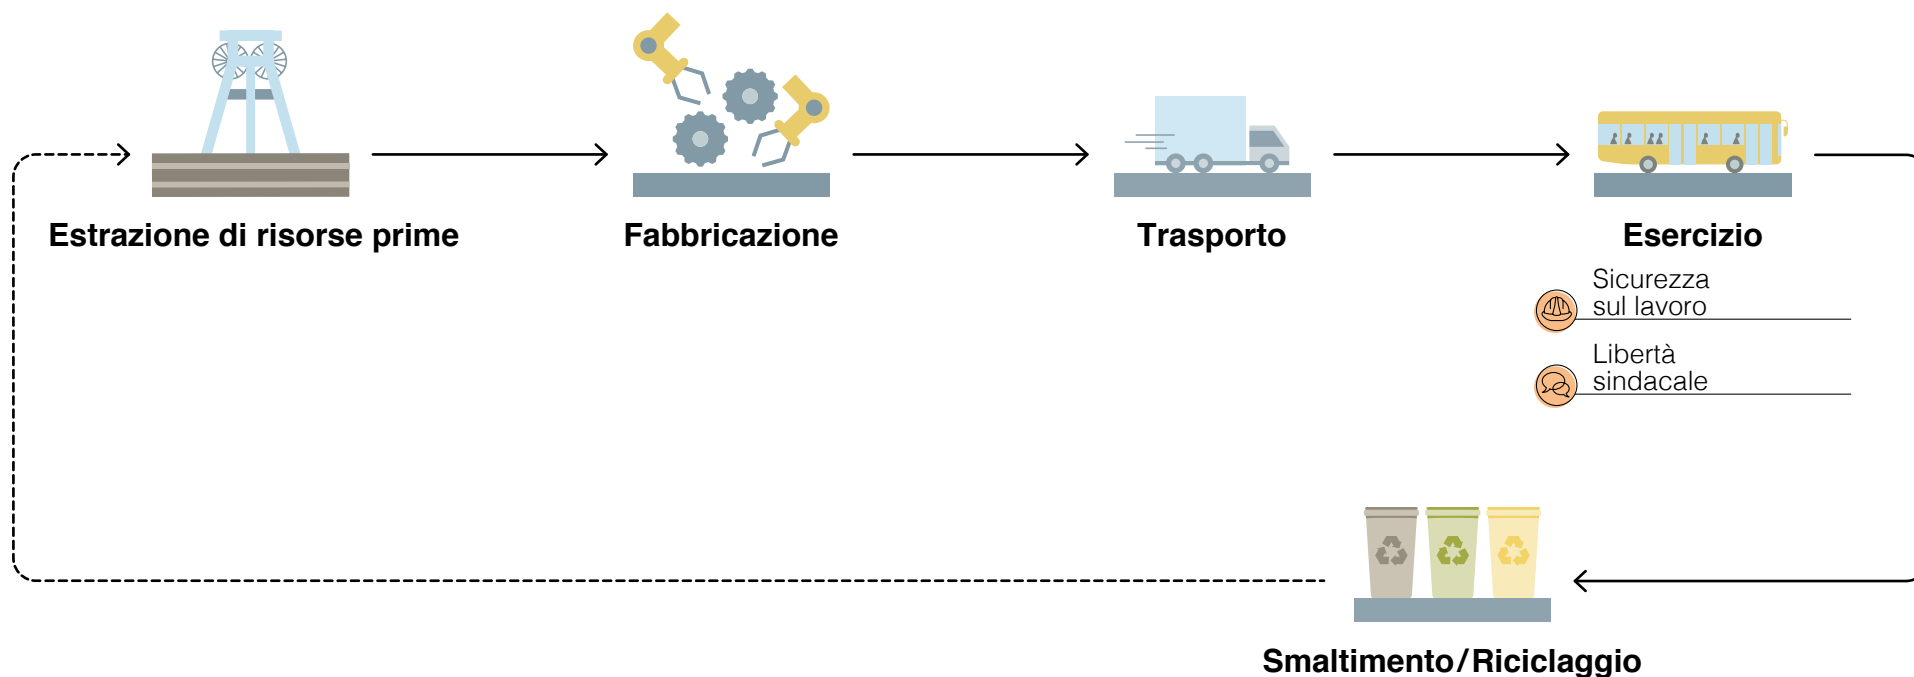 Estrazione di risorse prime
Fabbricazione
Trasporto
Esercizio
Sicurezza
sul lavoro
Libertà
sindacale
Smaltimento/Riciclaggio